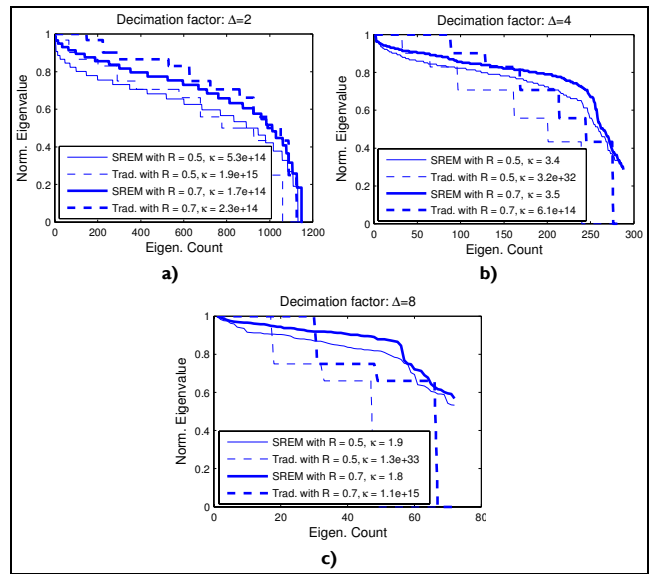 Decimation factor: Δ=2
Norm. Eigenvalue
1
0.8
0.6
0.4
0.2
0
SREM with R = 0.5, κ = 5.3e+14
Trad. with R = 0.5, κ = 1.9e+15
SREM with R = 0.7, κ = 1.7e+14
Trad. with R = 0.7, κ = 2.3e+14
0 200 400 600 800 1000 1200
Eigen. Count
a)
Decimation factor: Δ=4
Norm. Eigenvalue
1
0.8
0.6
0.4
0.2
0
SREM with R = 0.5, κ = 3.4
Trad. with R = 0.5, κ = 3.2e+32
SREM with R = 0.7, κ = 3.5
Trad. with R = 0.7, κ = 6.1e+14
0 50 100 150 200 250 300
Eigen. Count
b)
Decimation factor: Δ=8
Norm. Eigenvalue
1
0.8
0.6
0.4
0.2
0
SREM with R = 0.5, κ = 1.9
Trad. with R = 0.5, κ = 1.3e+33
SREM with R = 0.7, κ = 1.8
Trad. with R = 0.7, κ = 1.1e+15
0 20 40 60 80
Eigen. Count
c)